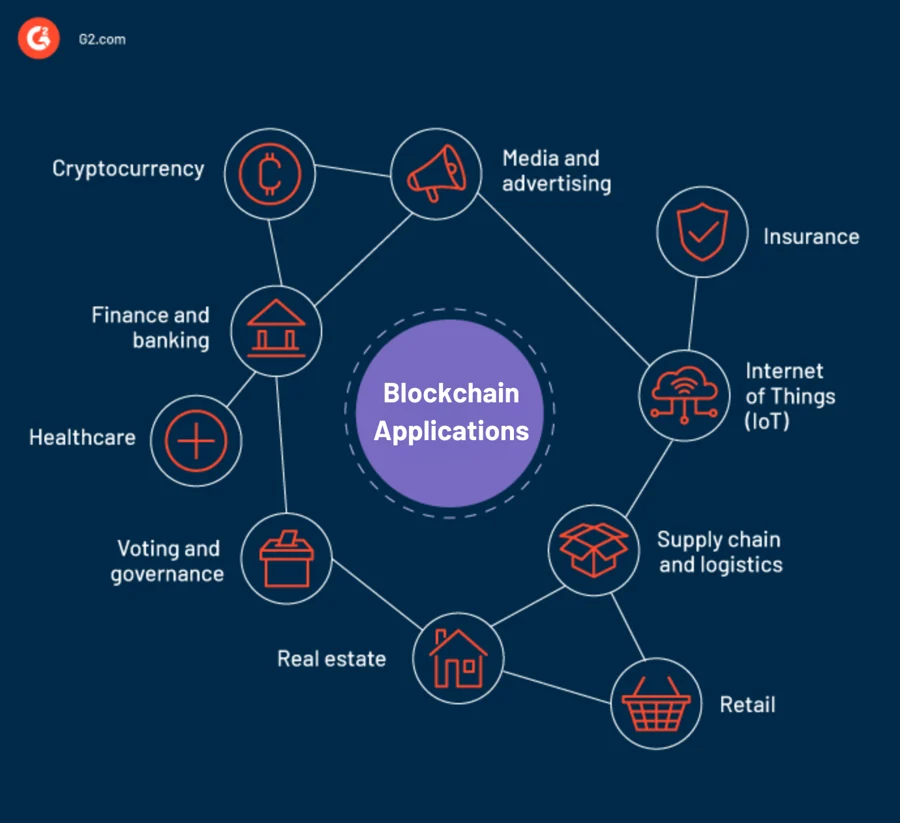 G2.com
Cryptocurrency
Media and
advertising
Insurance
Finance and
banking
Blockchain
Applications
Internet
of Things
(IoT)
Healthcare
Voting and
governance
Supply chain
and logistics
Real estate
Retail